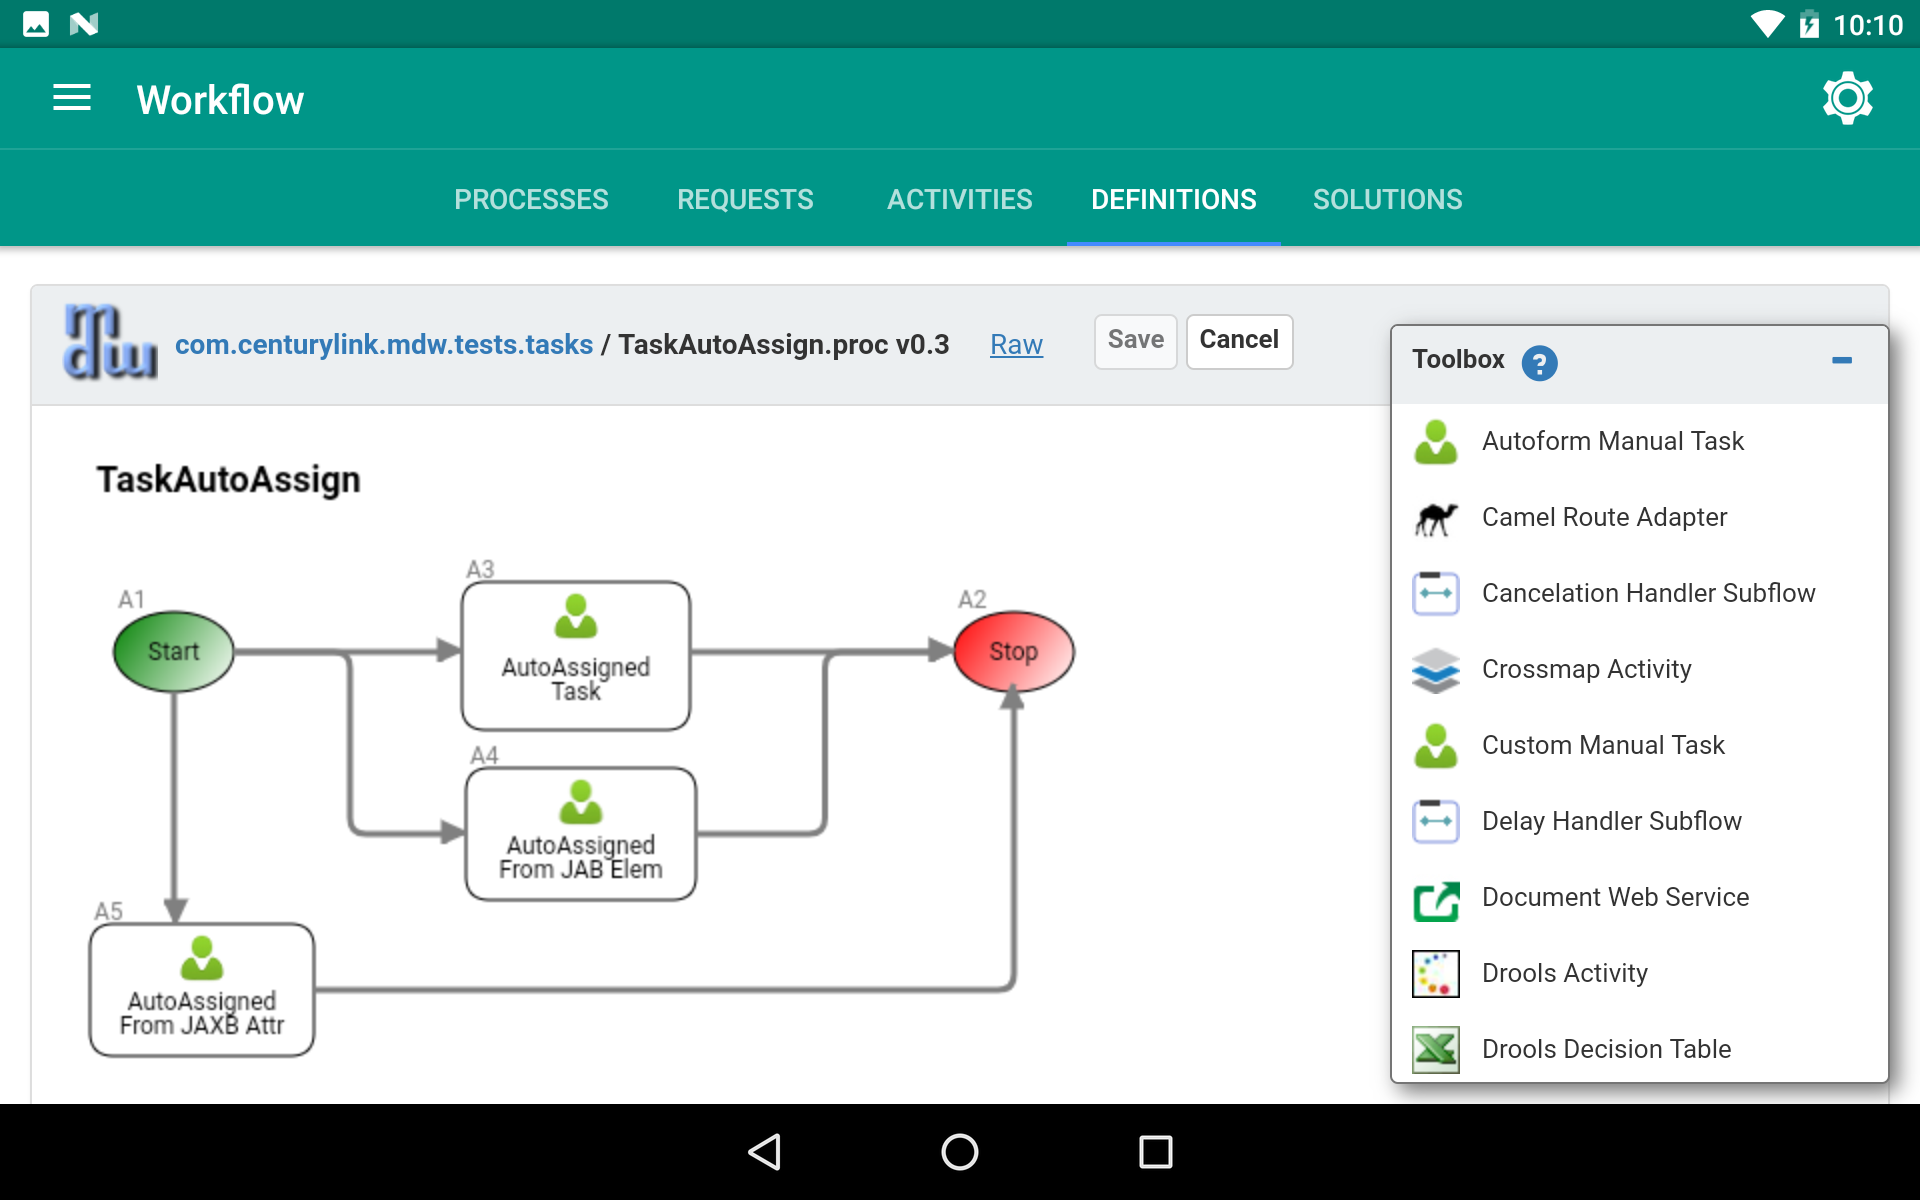 10:10
Workflow
PROCESSES REQUESTS ACTIVITIES DEFINITIONS SOLUTIONS
mdw
com.centurylink.mdw.tests.tasks / TaskAutoAssign.proc v0.3 Raw Save Cancel
TaskAutoAssign
A1
Start
A3
AutoAssigned
Task
A2
Stop
A4
AutoAssigned
From JAB Elem
A5
AutoAssigned
From JAXB Attr
Toolbox ?
Autoform Manual Task
Camel Route Adapter
Cancelation Handler Subflow
Crossmap Activity
Custom Manual Task
Delay Handler Subflow
Document Web Service
Drools Activity
Drools Decision Table